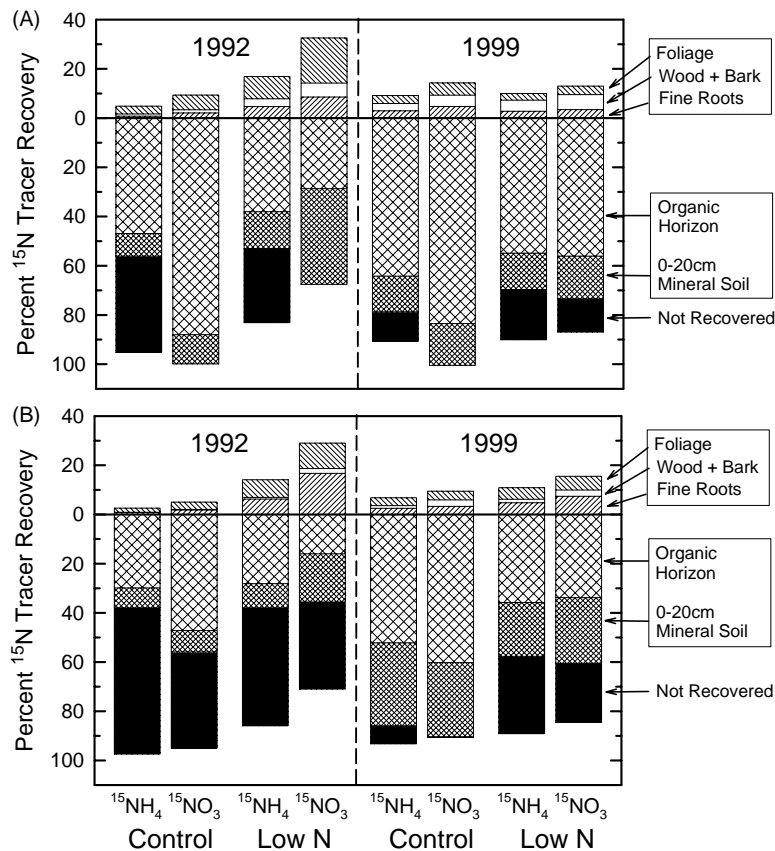 (A)
40
30
20
10
0
20
40
60
80
100
Percent ¹⁵N Tracer Recovery
1992
1999
Foliage
Wood + Bark
Fine Roots
Organic
Horizon
0-20cm
Mineral Soil
Not Recovered
(B)
40
20
0
20
40
60
80
100
Percent ¹⁵N Tracer Recovery
1992
1999
Foliage
Wood + Bark
Fine Roots
Organic
Horizon
0-20cm
Mineral Soil
Not Recovered
¹⁵NH₄ ¹⁵NO₃ ¹⁵NH₄ ¹⁵NO₃ ¹⁵NH₄ ¹⁵NO₃ ¹⁵NH₄ ¹⁵NO₃
Control Low N Control Low N